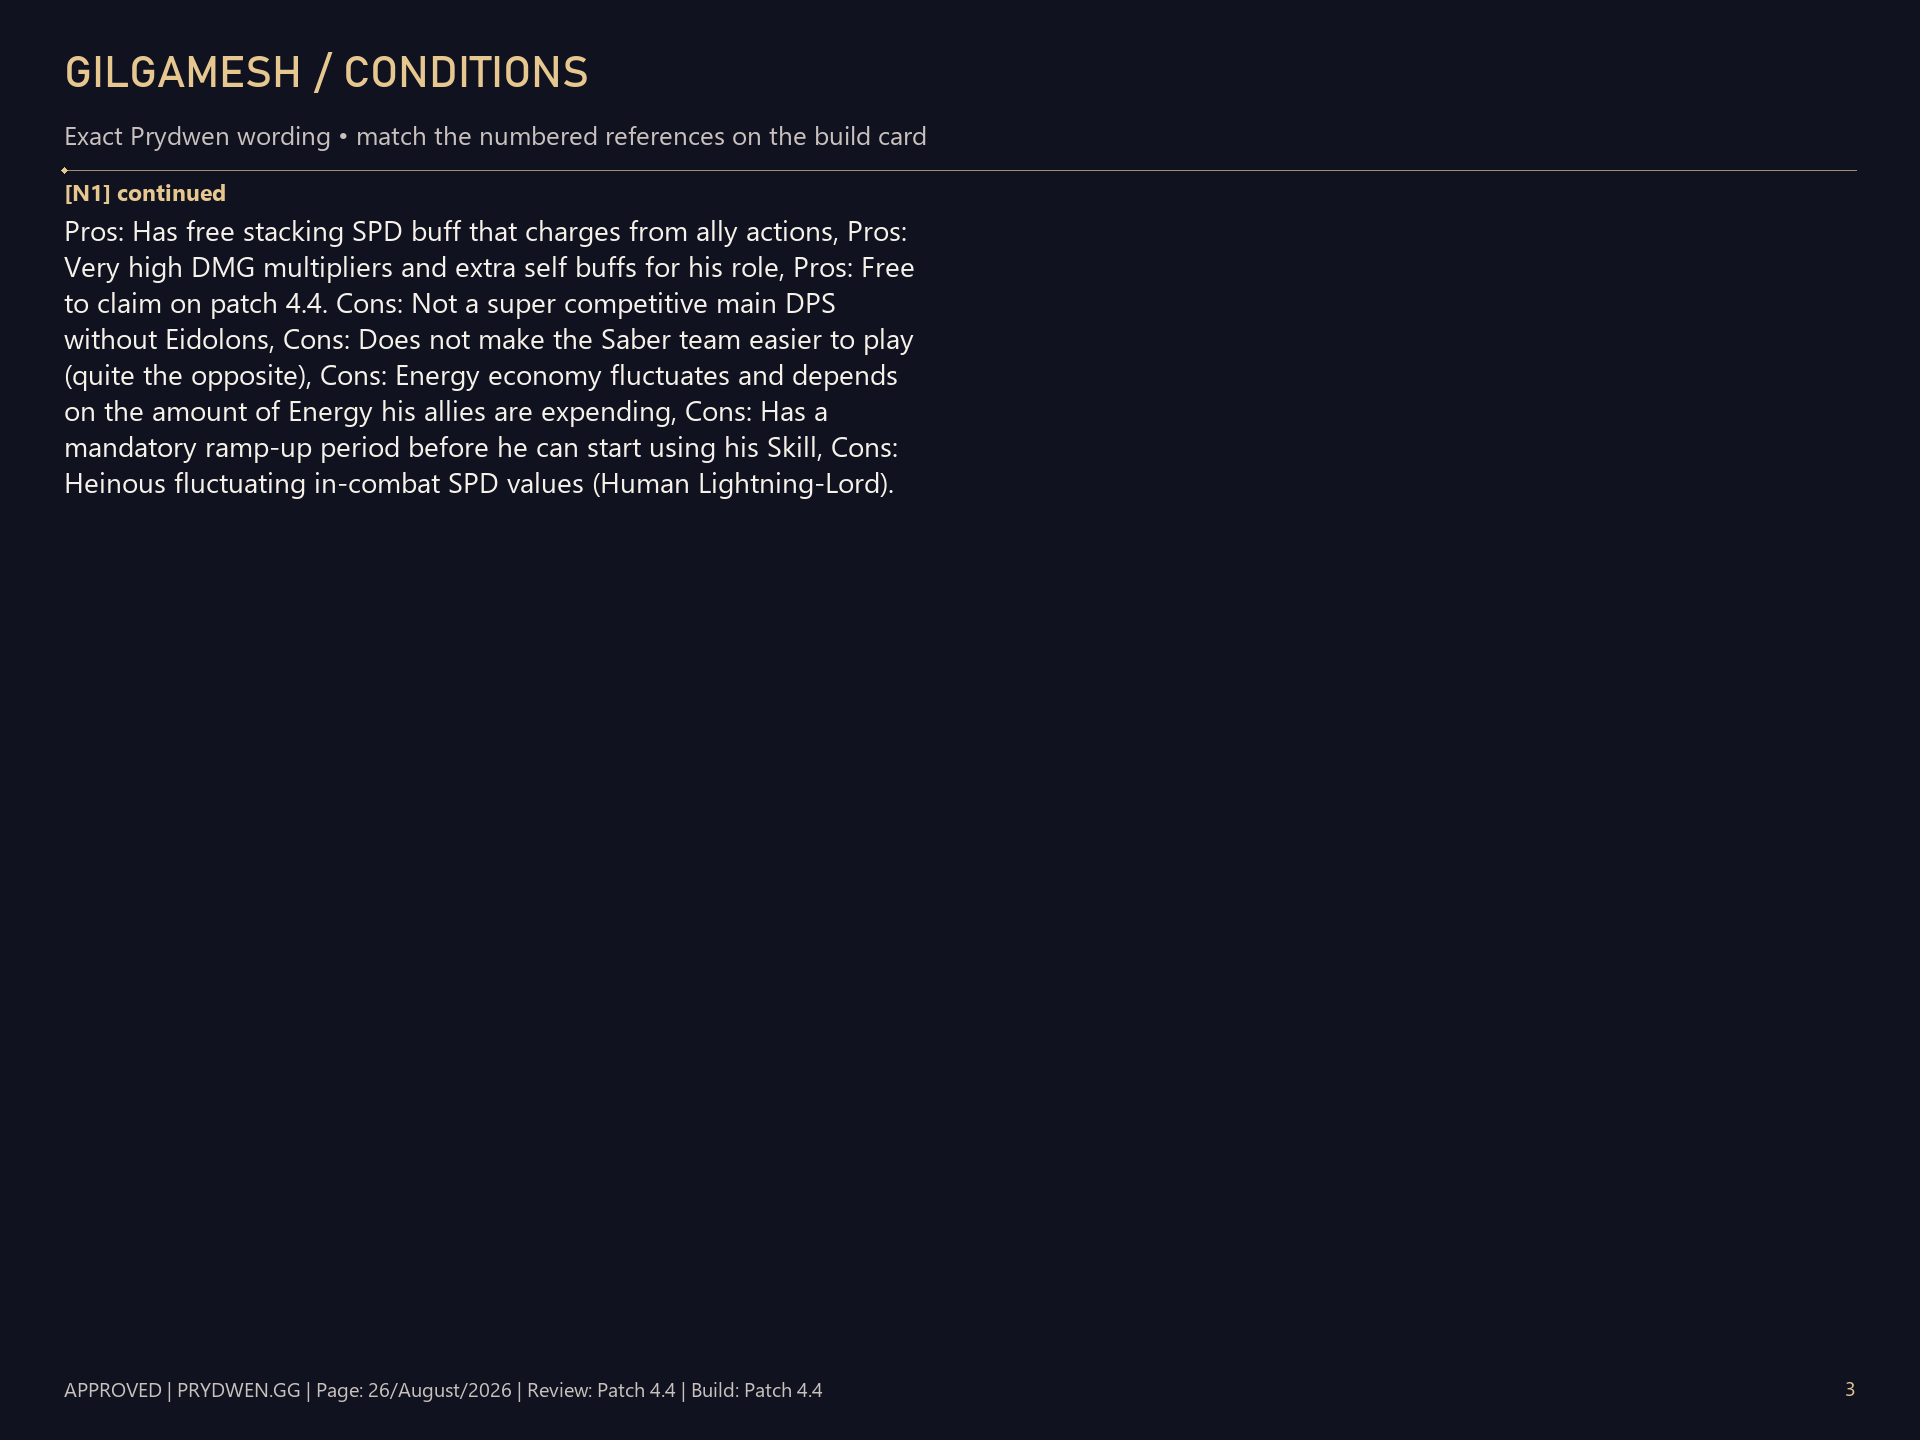 GILGAMESH / CONDITIONS
Exact Prydwen wording • match the numbered references on the build card
[N1] continued
Pros: Has free stacking SPD buff that charges from ally actions, Pros:
Very high DMG multipliers and extra self buffs for his role, Pros: Free
to claim on patch 4.4. Cons: Not a super competitive main DPS
without Eidolons, Cons: Does not make the Saber team easier to play
(quite the opposite), Cons: Energy economy fluctuates and depends
on the amount of Energy his allies are expending, Cons: Has a
mandatory ramp-up period before he can start using his Skill, Cons:
Heinous fluctuating in-combat SPD values (Human Lightning-Lord).
APPROVED | PRYDWEN.GG | Page: 26/August/2026 | Review: Patch 4.4 | Build: Patch 4.4
3